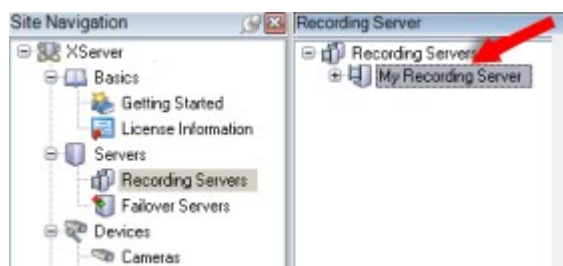 Site Navigation
XServer
Basics
Getting Started
License Information
Servers
Recording Servers
Failover Servers
Devices
Cameras
Recording Server
Recording Servers
My Recording Server